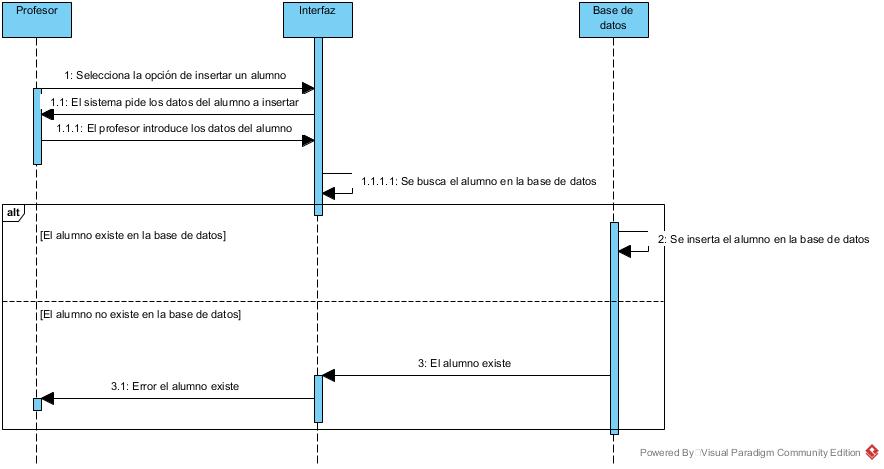 Profesor
Interfaz
Base de
datos
1: Selecciona la opción de insertar un alumno
1.1: El sistema pide los datos del alumno a insertar
1.1.1: El profesor introduce los datos del alumno
1.1.1.1: Se busca el alumno en la base de datos
alt
[El alumno existe en la base de datos]
2: Se inserta el alumno en la base de datos
[El alumno no existe en la base de datos]
3: El alumno existe
3.1: Error el alumno existe
Powered By Visual Paradigm Community Edition